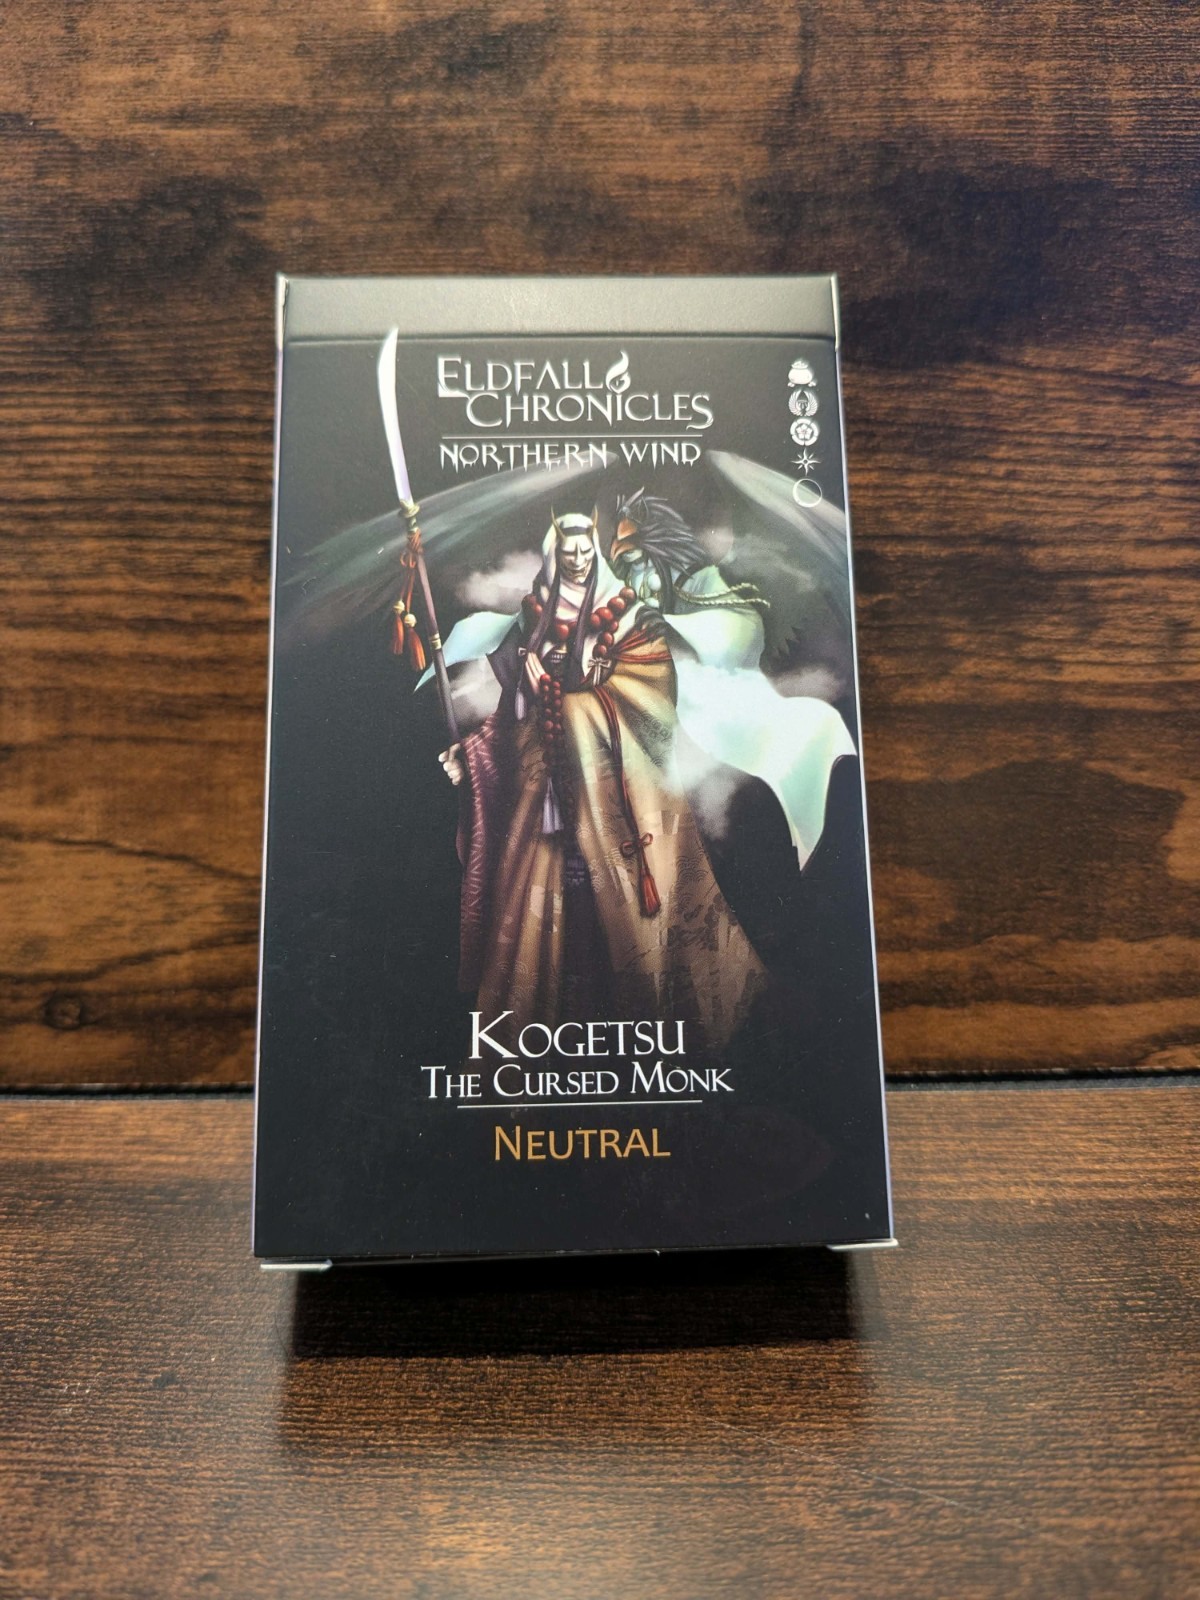 ELDFALL
CHRONICLES
NORTHERN WIND
KOGETSU
THE CURSED MONK
NEUTRAL